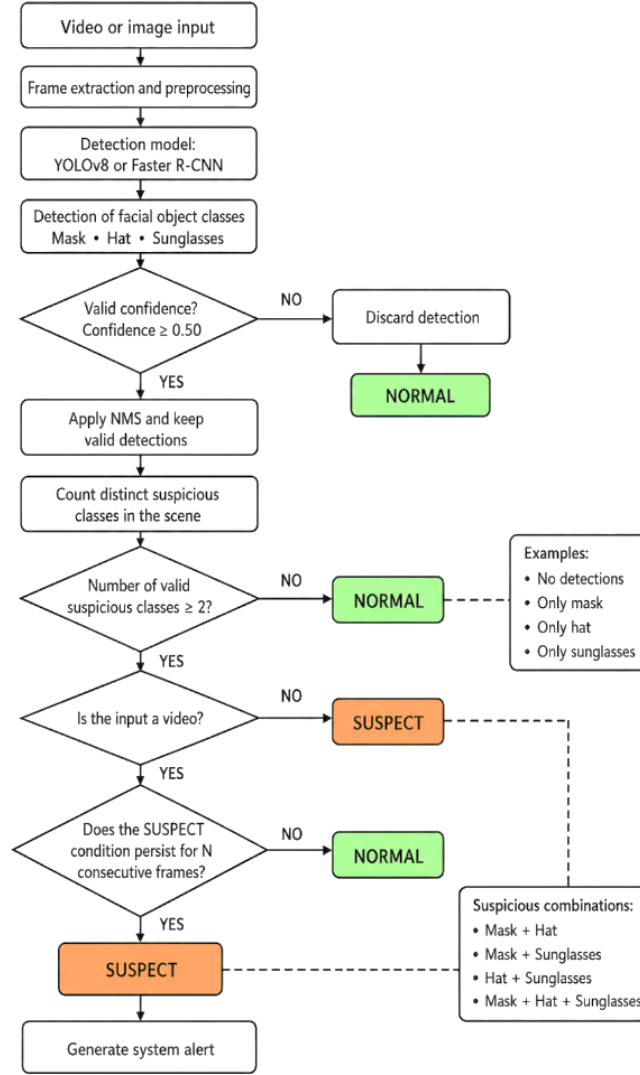 Video or image input
Frame extraction and preprocessing
Detection model:
YOLOv8 or Faster R-CNN
Detection of facial object classes
Mask • Hat • Sunglasses
Valid confidence?
Confidence ≥ 0.50
NO
Discard detection
NORMAL
YES
Apply NMS and keep
valid detections
Count distinct suspicious
classes in the scene
Number of valid
suspicious classes ≥ 2?
NO
NORMAL
Examples:
• No detections
• Only mask
• Only hat
• Only sunglasses
YES
Is the input a video?
NO
SUSPECT
YES
Does the SUSPECT
condition persist for N
consecutive frames?
NO
NORMAL
Suspicious combinations:
• Mask + Hat
• Mask + Sunglasses
• Hat + Sunglasses
• Mask + Hat + Sunglasses
YES
SUSPECT
Generate system alert